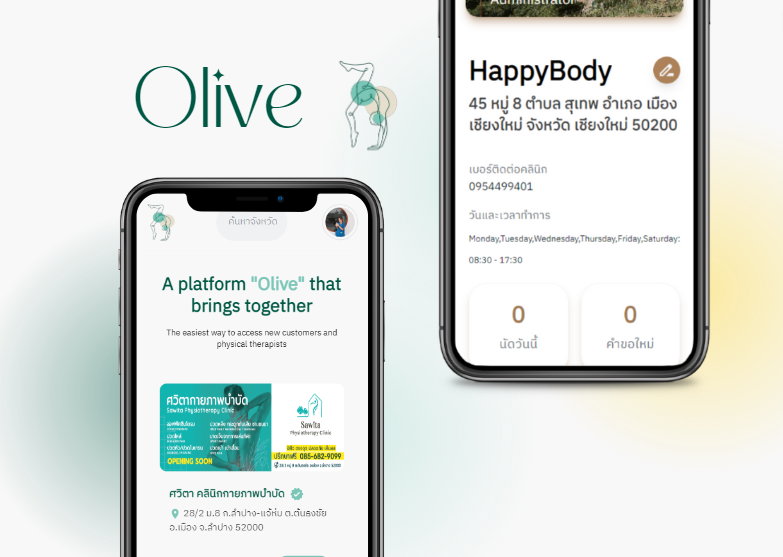 Olive
ค้นหาจังหวัด
A platform "Olive" that
brings together
The easiest way to access new customers and
physical therapists
ศวิตากายภาพบำบัด
Sawita Physiotherapy Clinic
OPENING SOON
Sawita
Physiotherapy Clinic
ปรึกษาฟรี 085-682-9099
ศวิตา คลินิกกายภาพบำบัด
28/2 ม.8 ถ.ลำปาง-แจ้ห่ม ต.ต้นธงชัย
อ.เมือง จ.ลำปาง 52000
Administrator
HappyBody
45 หมู่ 8 ตำบล สุเทพ อำเภอ เมือง
เชียงใหม่ จังหวัด เชียงใหม่ 50200
เบอร์ติดต่อคลินิก
0954499401
วันและเวลาทำการ
Monday,Tuesday,Wednesday,Thursday,Friday,Saturday:
08:30 - 17:30
0
นัดวันนี้
0
คำขอใหม่